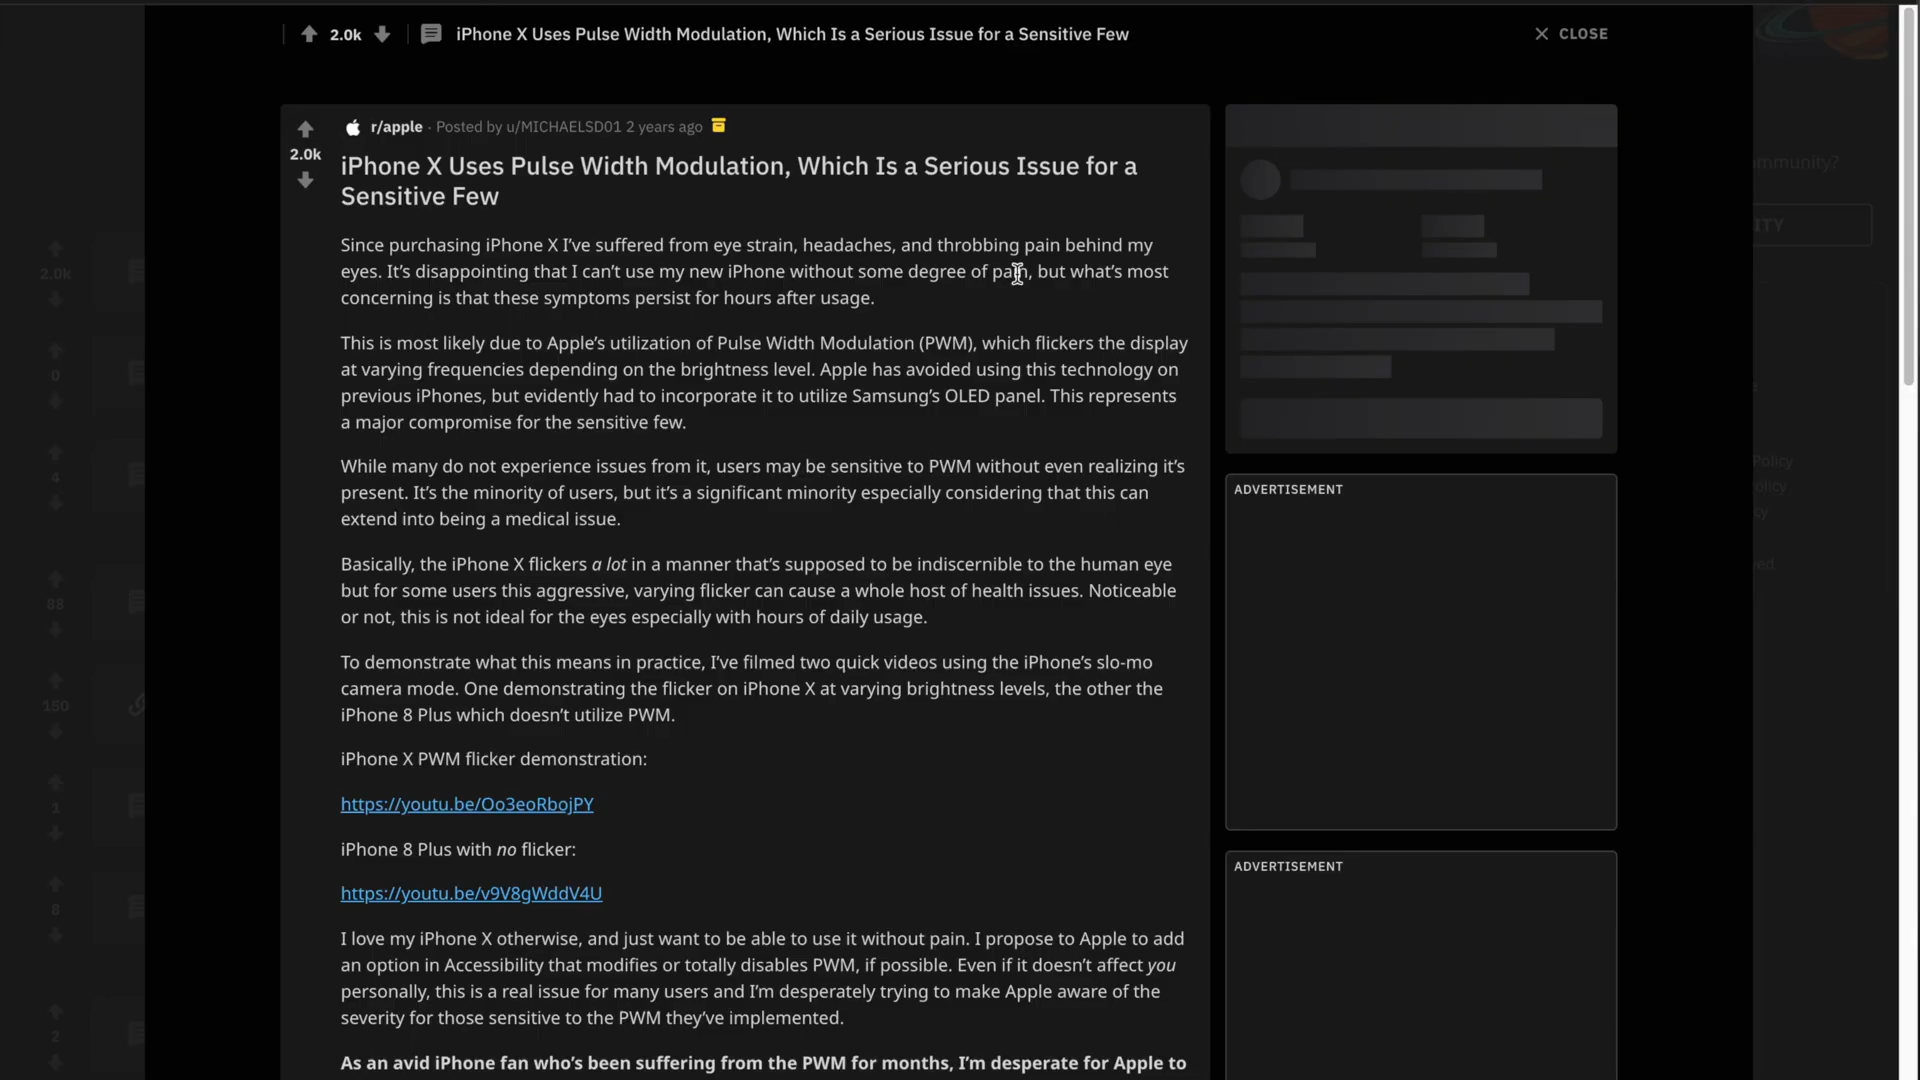 2.0k iPhone X Uses Pulse Width Modulation, Which Is a Serious Issue for a Sensitive Few CLOSE
r/apple · Posted by u/MICHAELSD01 2 years ago
2.0k
iPhone X Uses Pulse Width Modulation, Which Is a Serious Issue for a
Sensitive Few
Since purchasing iPhone X I’ve suffered from eye strain, headaches, and throbbing pain behind my
eyes. It’s disappointing that I can’t use my new iPhone without some degree of pain, but what’s most
concerning is that these symptoms persist for hours after usage.
This is most likely due to Apple’s utilization of Pulse Width Modulation (PWM), which flickers the display
at varying frequencies depending on the brightness level. Apple has avoided using this technology on
previous iPhones, but evidently had to incorporate it to utilize Samsung’s OLED panel. This represents
a major compromise for the sensitive few.
While many do not experience issues from it, users may be sensitive to PWM without even realizing it’s
present. It’s the minority of users, but it’s a significant minority especially considering that this can
extend into being a medical issue.
Basically, the iPhone X flickers a lot in a manner that’s supposed to be indiscernible to the human eye
but for some users this aggressive, varying flicker can cause a whole host of health issues. Noticeable
or not, this is not ideal for the eyes especially with hours of daily usage.
To demonstrate what this means in practice, I’ve filmed two quick videos using the iPhone’s slo-mo
camera mode. One demonstrating the flicker on iPhone X at varying brightness levels, the other the
iPhone 8 Plus which doesn’t utilize PWM.
iPhone X PWM flicker demonstration:
https://youtu.be/Oo3eoRbojPY
iPhone 8 Plus with no flicker:
https://youtu.be/v9V8gWddV4U
I love my iPhone X otherwise, and just want to be able to use it without pain. I propose to Apple to add
an option in Accessibility that modifies or totally disables PWM, if possible. Even if it doesn’t affect you
personally, this is a real issue for many users and I’m desperately trying to make Apple aware of the
severity for those sensitive to the PWM they’ve implemented.
As an avid iPhone fan who’s been suffering from the PWM for months, I’m desperate for Apple to
ADVERTISEMENT
ADVERTISEMENT
2.0k
0
4
88
150
1
8
2
Policy